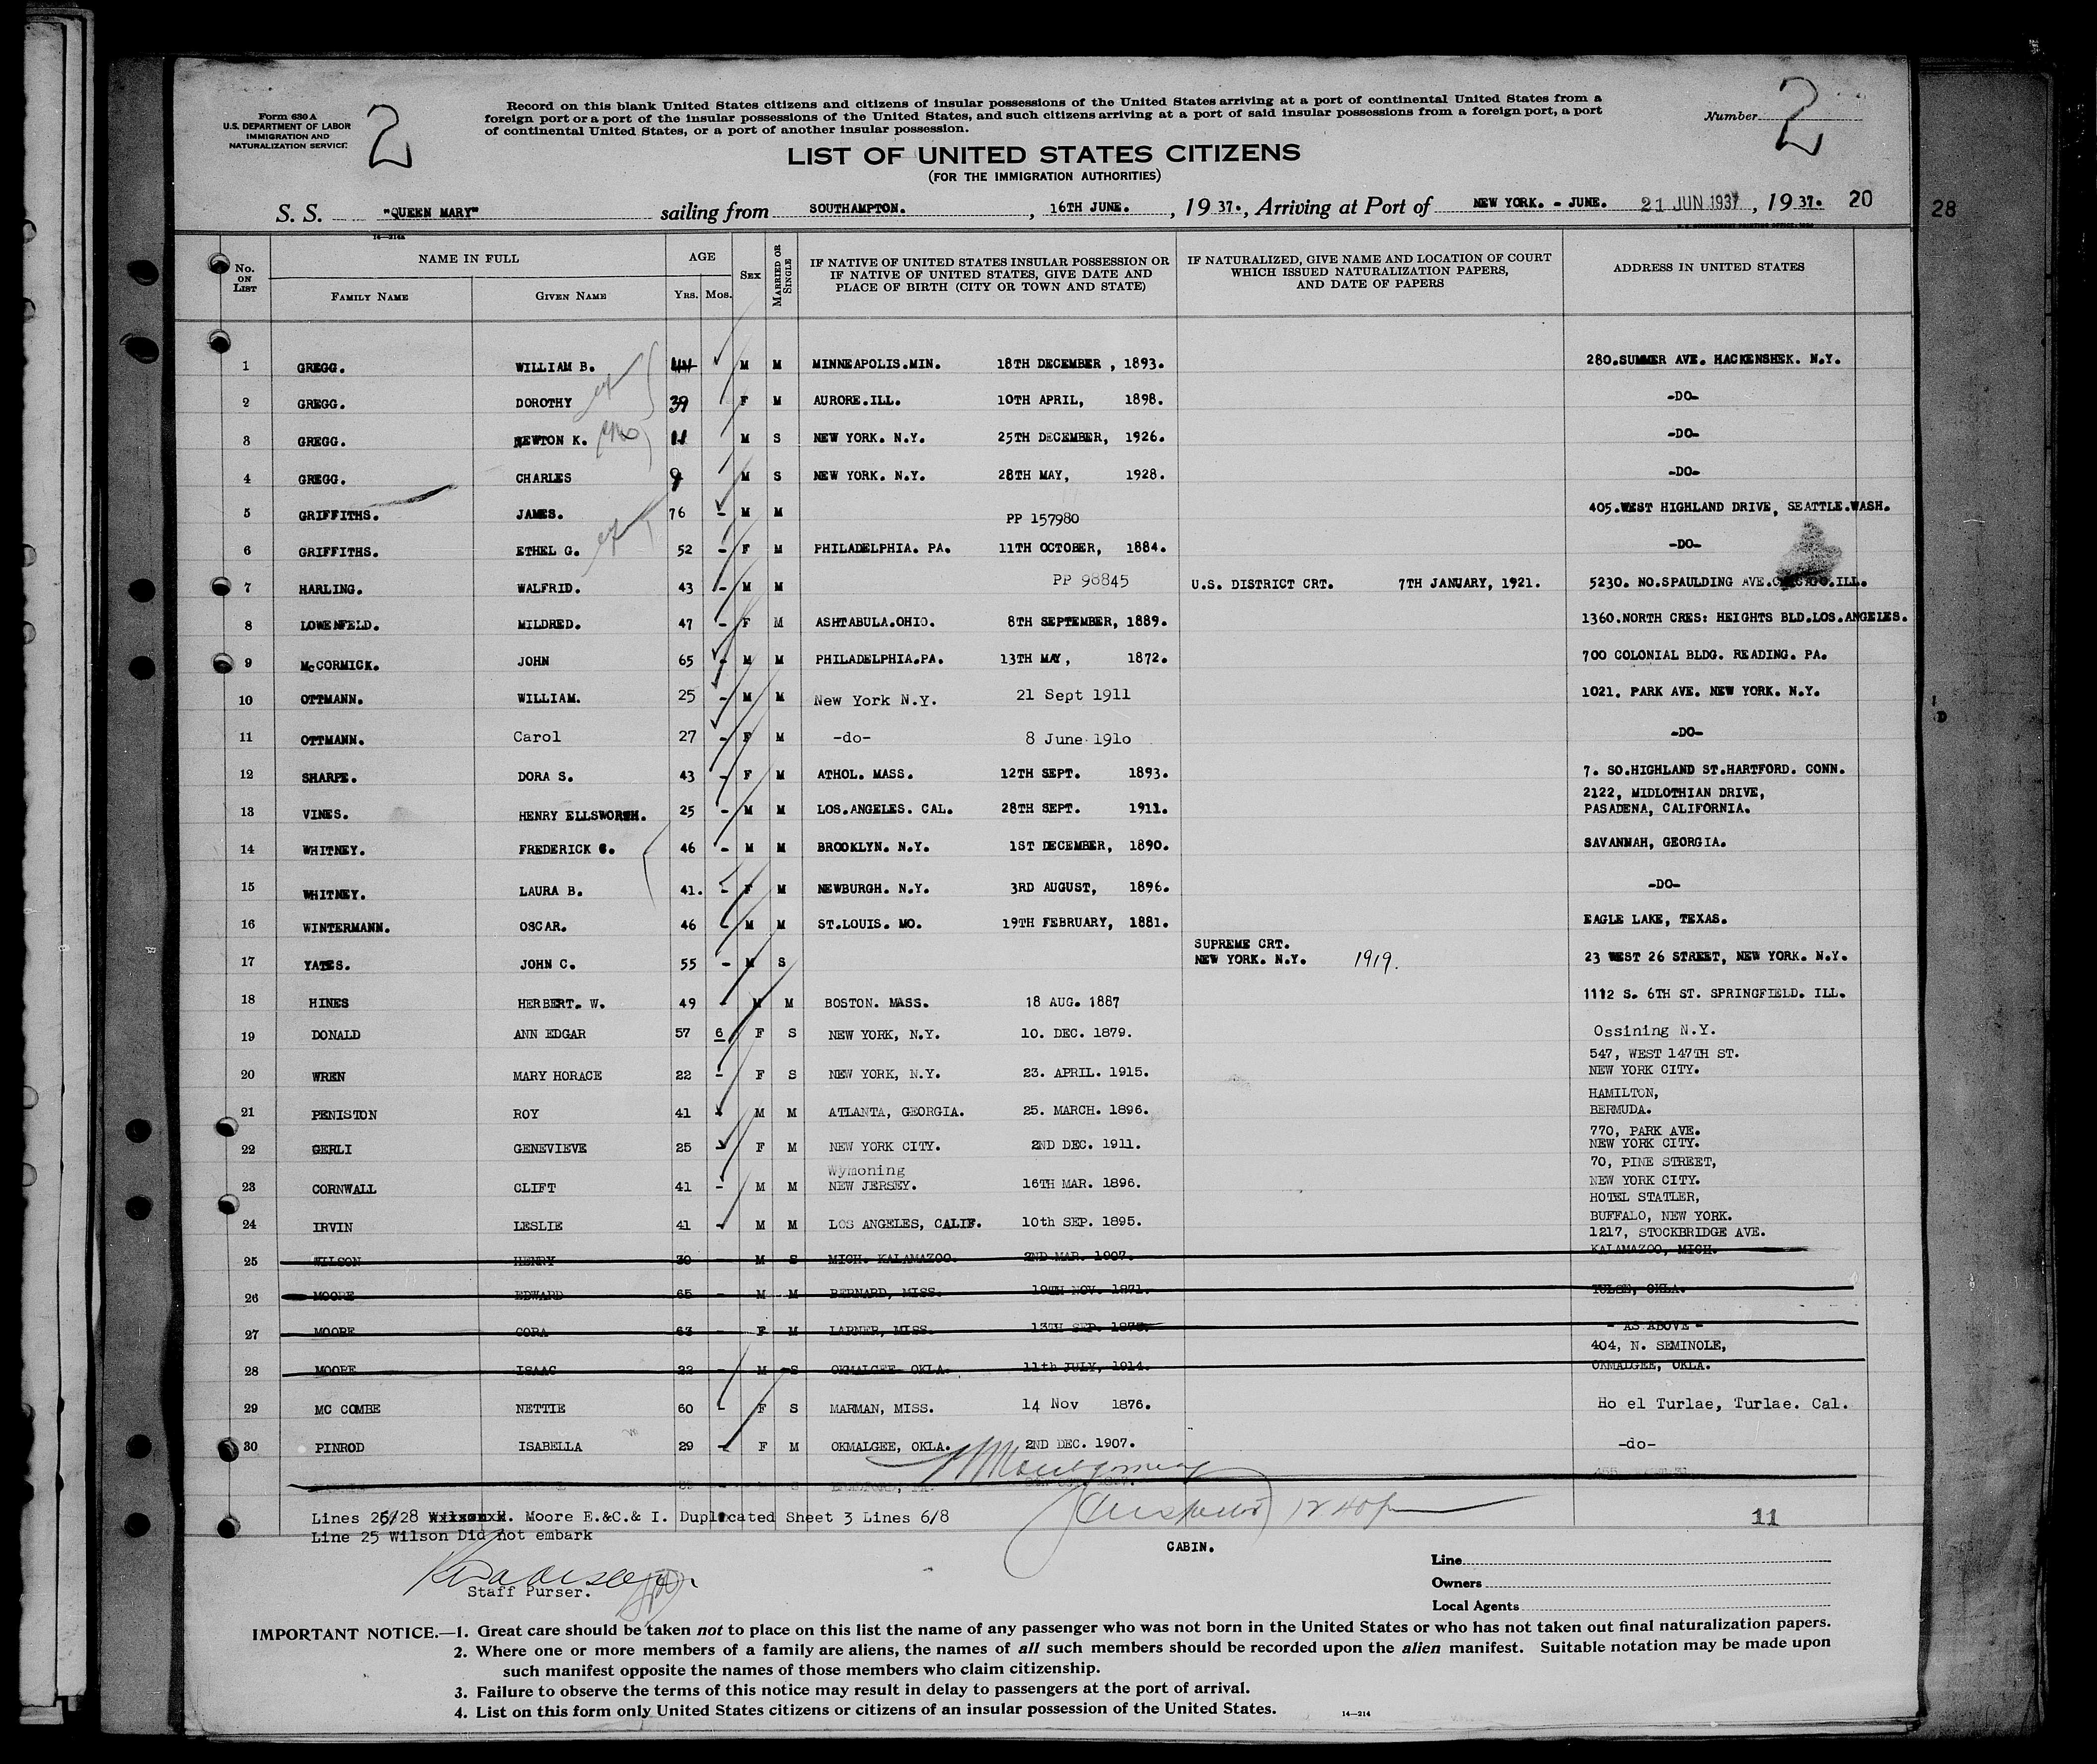 Form 630 A
U.S. DEPARTMENT OF LABOR
IMMIGRATION AND
NATURALIZATION SERVICE
2
Record on this blank United States citizens and citizens of insular possessions of the United States arriving at a port of continental United States from a
foreign port or a port of the insular possessions of the United States, and such citizens arriving at a port of said insular possessions from a foreign port, a port
of continental United States, or a port of another insular possession.
Number 2
LIST OF UNITED STATES CITIZENS
(FOR THE IMMIGRATION AUTHORITIES)
S. S. "QUEEN MARY" sailing from SOUTHAMPTON. , 16TH JUNE. , 19 37., Arriving at Port of NEW YORK. - JUNE. 21 JUN 1937 , 19 37. 20
28
14-214a
No. ON LIST NAME IN FULL AGE SEX MARRIED OR SINGLE IF NATIVE OF UNITED STATES INSULAR POSSESSION OR IF NATIVE OF UNITED STATES, GIVE DATE AND PLACE OF BIRTH (CITY OR TOWN AND STATE) IF NATURALIZED, GIVE NAME AND LOCATION OF COURT WHICH ISSUED NATURALIZATION PAPERS, AND DATE OF PAPERS ADDRESS IN UNITED STATES
FAMILY NAME GIVEN NAME YRS. MOS.
1 GREGG. WILLIAM B. 44 M M MINNEAPOLIS.MIN. 18TH DECEMBER , 1893. 280.SUMMER AVE. HACKENSHEK. N.Y.
2 GREGG. DOROTHY 39 F M AURORE.ILL. 10TH APRIL, 1898. -DO-
3 GREGG. NEWTON K. 11 M S NEW YORK. N.Y. 25TH DECEMBER, 1926. -DO-
4 GREGG. CHARLES 9 M S NEW YORK. N.Y. 28TH MAY, 1928. -DO-
5 GRIFFITHS. JAMES. 76 - M M PP 157980 405.WEST HIGHLAND DRIVE, SEATTLE.WASH.
6 GRIFFITHS. ETHEL G. 52 - F M PHILADELPHIA. PA. 11TH OCTOBER, 1884. -DO-
7 HARLING. WALFRID. 43 - M M PP 98845 U.S. DISTRICT CRT. 7TH JANUARY, 1921. 5230. NO.SPAULDING AVE.CHICAGO.ILL.
8 LOWENFELD. MILDRED. 47 - F M ASHTABULA.OHIO. 8TH SEPTEMBER, 1889. 1360.NORTH CRES: HEIGHTS BLD.LOS.ANGELES.
9 McCORMICK. JOHN 65 - M M PHILADELPHIA.PA. 13TH MAY, 1872. 700 COLONIAL BLDG. READING. PA.
10 OTTMANN. WILLIAM. 25 - M M New York N.Y. 21 Sept 1911 1021. PARK AVE. NEW YORK. N.Y.
11 OTTMANN. Carol 27 - F M -do- 8 June 1910 -DO-
12 SHARPE. DORA S. 43 - F M ATHOL. MASS. 12TH SEPT. 1893. 7. SO.HIGHLAND ST.HARTFORD. CONN.
13 VINES. HENRY ELLSWORTH. 25 - M M LOS.ANGELES. CAL. 28TH SEPT. 1911. 2122, MIDLOTHIAN DRIVE,
PASADENA, CALIFORNIA.
14 WHITNEY. FREDERICK C. 46 - M M BROOKLYN. N.Y. 1ST DECEMBER, 1890. SAVANNAH, GEORGIA.
15 WHITNEY. LAURA B. 41. - F M NEWBURGH. N.Y. 3RD AUGUST, 1896. -DO-
16 WINTERMANN. OSCAR. 46 - M M ST.LOUIS. MO. 19TH FEBRUARY, 1881. EAGLE LAKE, TEXAS.
SUPREME CRT.
17 YATES. JOHN C. 55 - M S NEW YORK. N.Y. 1919. 23 WEST 26 STREET, NEW YORK. N.Y.
18 HINES HERBERT. W. 49 - M M BOSTON. MASS. 18 AUG. 1887 1112 S. 6TH ST. SPRINGFIELD. ILL.
19 DONALD ANN EDGAR 57 6 F S NEW YORK, N.Y. 10. DEC. 1879. Ossining N.Y.
547, WEST 147TH ST.
20 WREN MARY HORACE 22 - F S NEW YORK, N.Y. 23. APRIL. 1915. NEW YORK CITY.
HAMILTON,
21 PENISTON ROY 41 - M M ATLANTA, GEORGIA. 25. MARCH. 1896. BERMUDA.
770, PARK AVE.
22 GERLI GENEVIEVE 25 - F M NEW YORK CITY. 2ND DEC. 1911. NEW YORK CITY.
Wymoning 70, PINE STREET,
23 CORNWALL CLIFT 41 - M M NEW JERSEY. 16TH MAR. 1896. NEW YORK CITY.
HOTEL STATLER,
24 IRVIN LESLIE 41 - M M LOS ANGELES, CALIF. 10th SEP. 1895. BUFFALO, NEW YORK.
1217, STOCKBRIDGE AVE.
25 WILSON HENRY 30 - M S MICH. KALAMAZOO. 2ND MAR. 1907. KALAMAZOO, MICH.
26 MOORE EDWARD 65 - M M BERNARD, MISS. 19TH NOV. 1871. TULSE, OKLA.
27 MOORE CORA 63 - F M LARNER, MISS. 13TH SEP. - AS ABOVE -
404, N. SEMINOLE,
28 MOORE ISAAC 22 - M -S OKMALGEE OKLA. 11th JULY, 1914. OKMALGEE, OKLA.
29 MC COMBE NETTIE 60 - F S MARMAN, MISS. 14 Nov 1876. Ho el Turlae, Turlae. Cal.
30 PINROD ISABELLA 29 - F M OKMALGEE, OKLA. 2ND DEC. 1907. -do-
Montgomery
Lines 26/28 Moore E.&C.& I. Duplicated Sheet 3 Lines 6/8
(Inspector) 12 40 pm
11
Line 25 Wilson Did not embark
CABIN.
Staff Purser.
Line
Owners
Local Agents
IMPORTANT NOTICE.—1. Great care should be taken not to place on this list the name of any passenger who was not born in the United States or who has not taken out final naturalization papers.
2. Where one or more members of a family are aliens, the names of all such members should be recorded upon the alien manifest. Suitable notation may be made upon
such manifest opposite the names of those members who claim citizenship.
3. Failure to observe the terms of this notice may result in delay to passengers at the port of arrival.
4. List on this form only United States citizens or citizens of an insular possession of the United States.
14—214